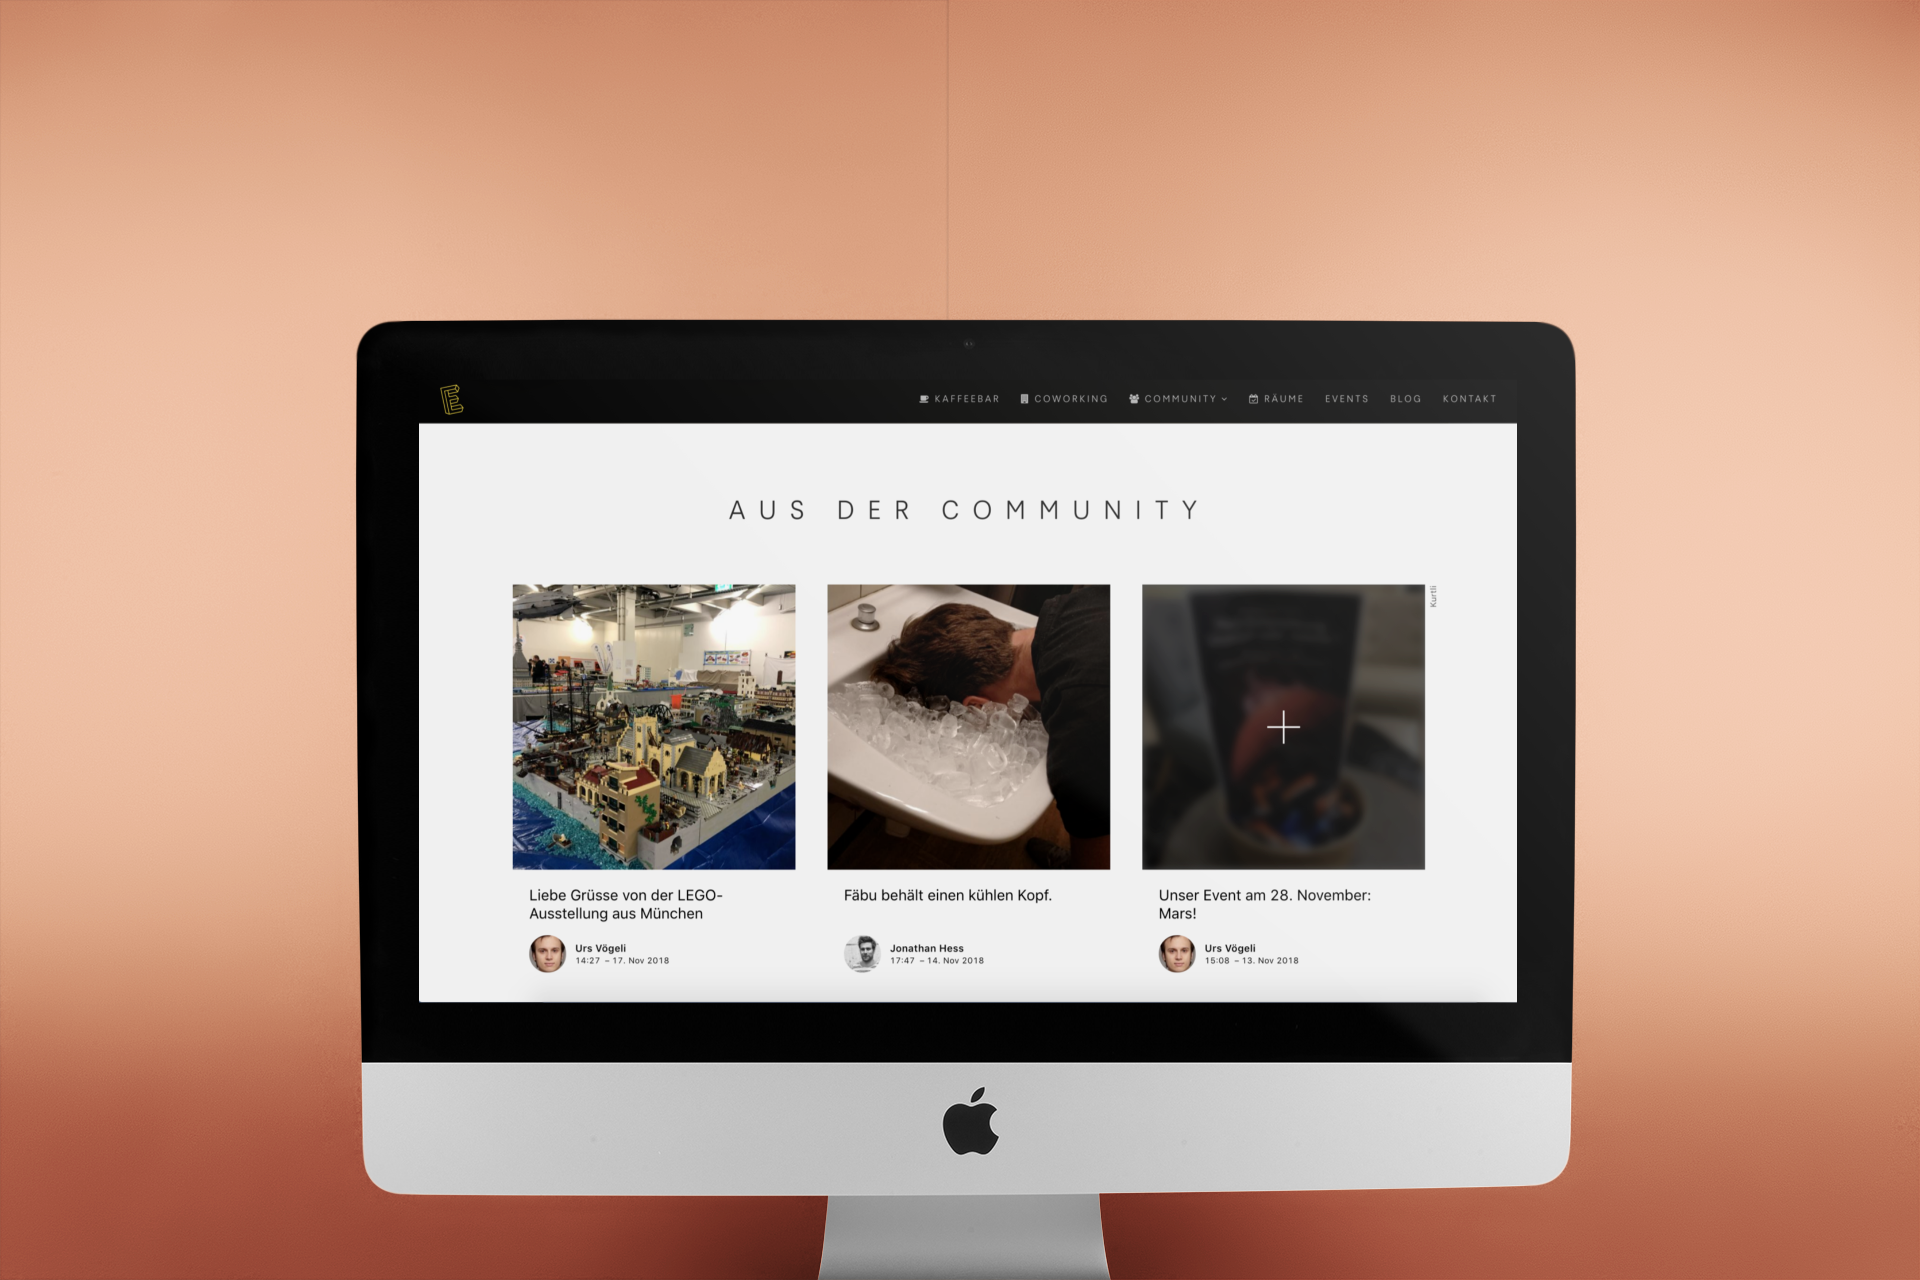 E
KAFFEEBAR COWORKING COMMUNITY RÄUME EVENTS BLOG KONTAKT
AUS DER COMMUNITY
Kurtli
Liebe Grüsse von der LEGO-
Ausstellung aus München
Urs Vögeli
14:27 – 17. Nov 2018
Fäbu behält einen kühlen Kopf.
Jonathan Hess
17:47 – 14. Nov 2018
Unser Event am 28. November:
Mars!
Urs Vögeli
15:08 – 13. Nov 2018